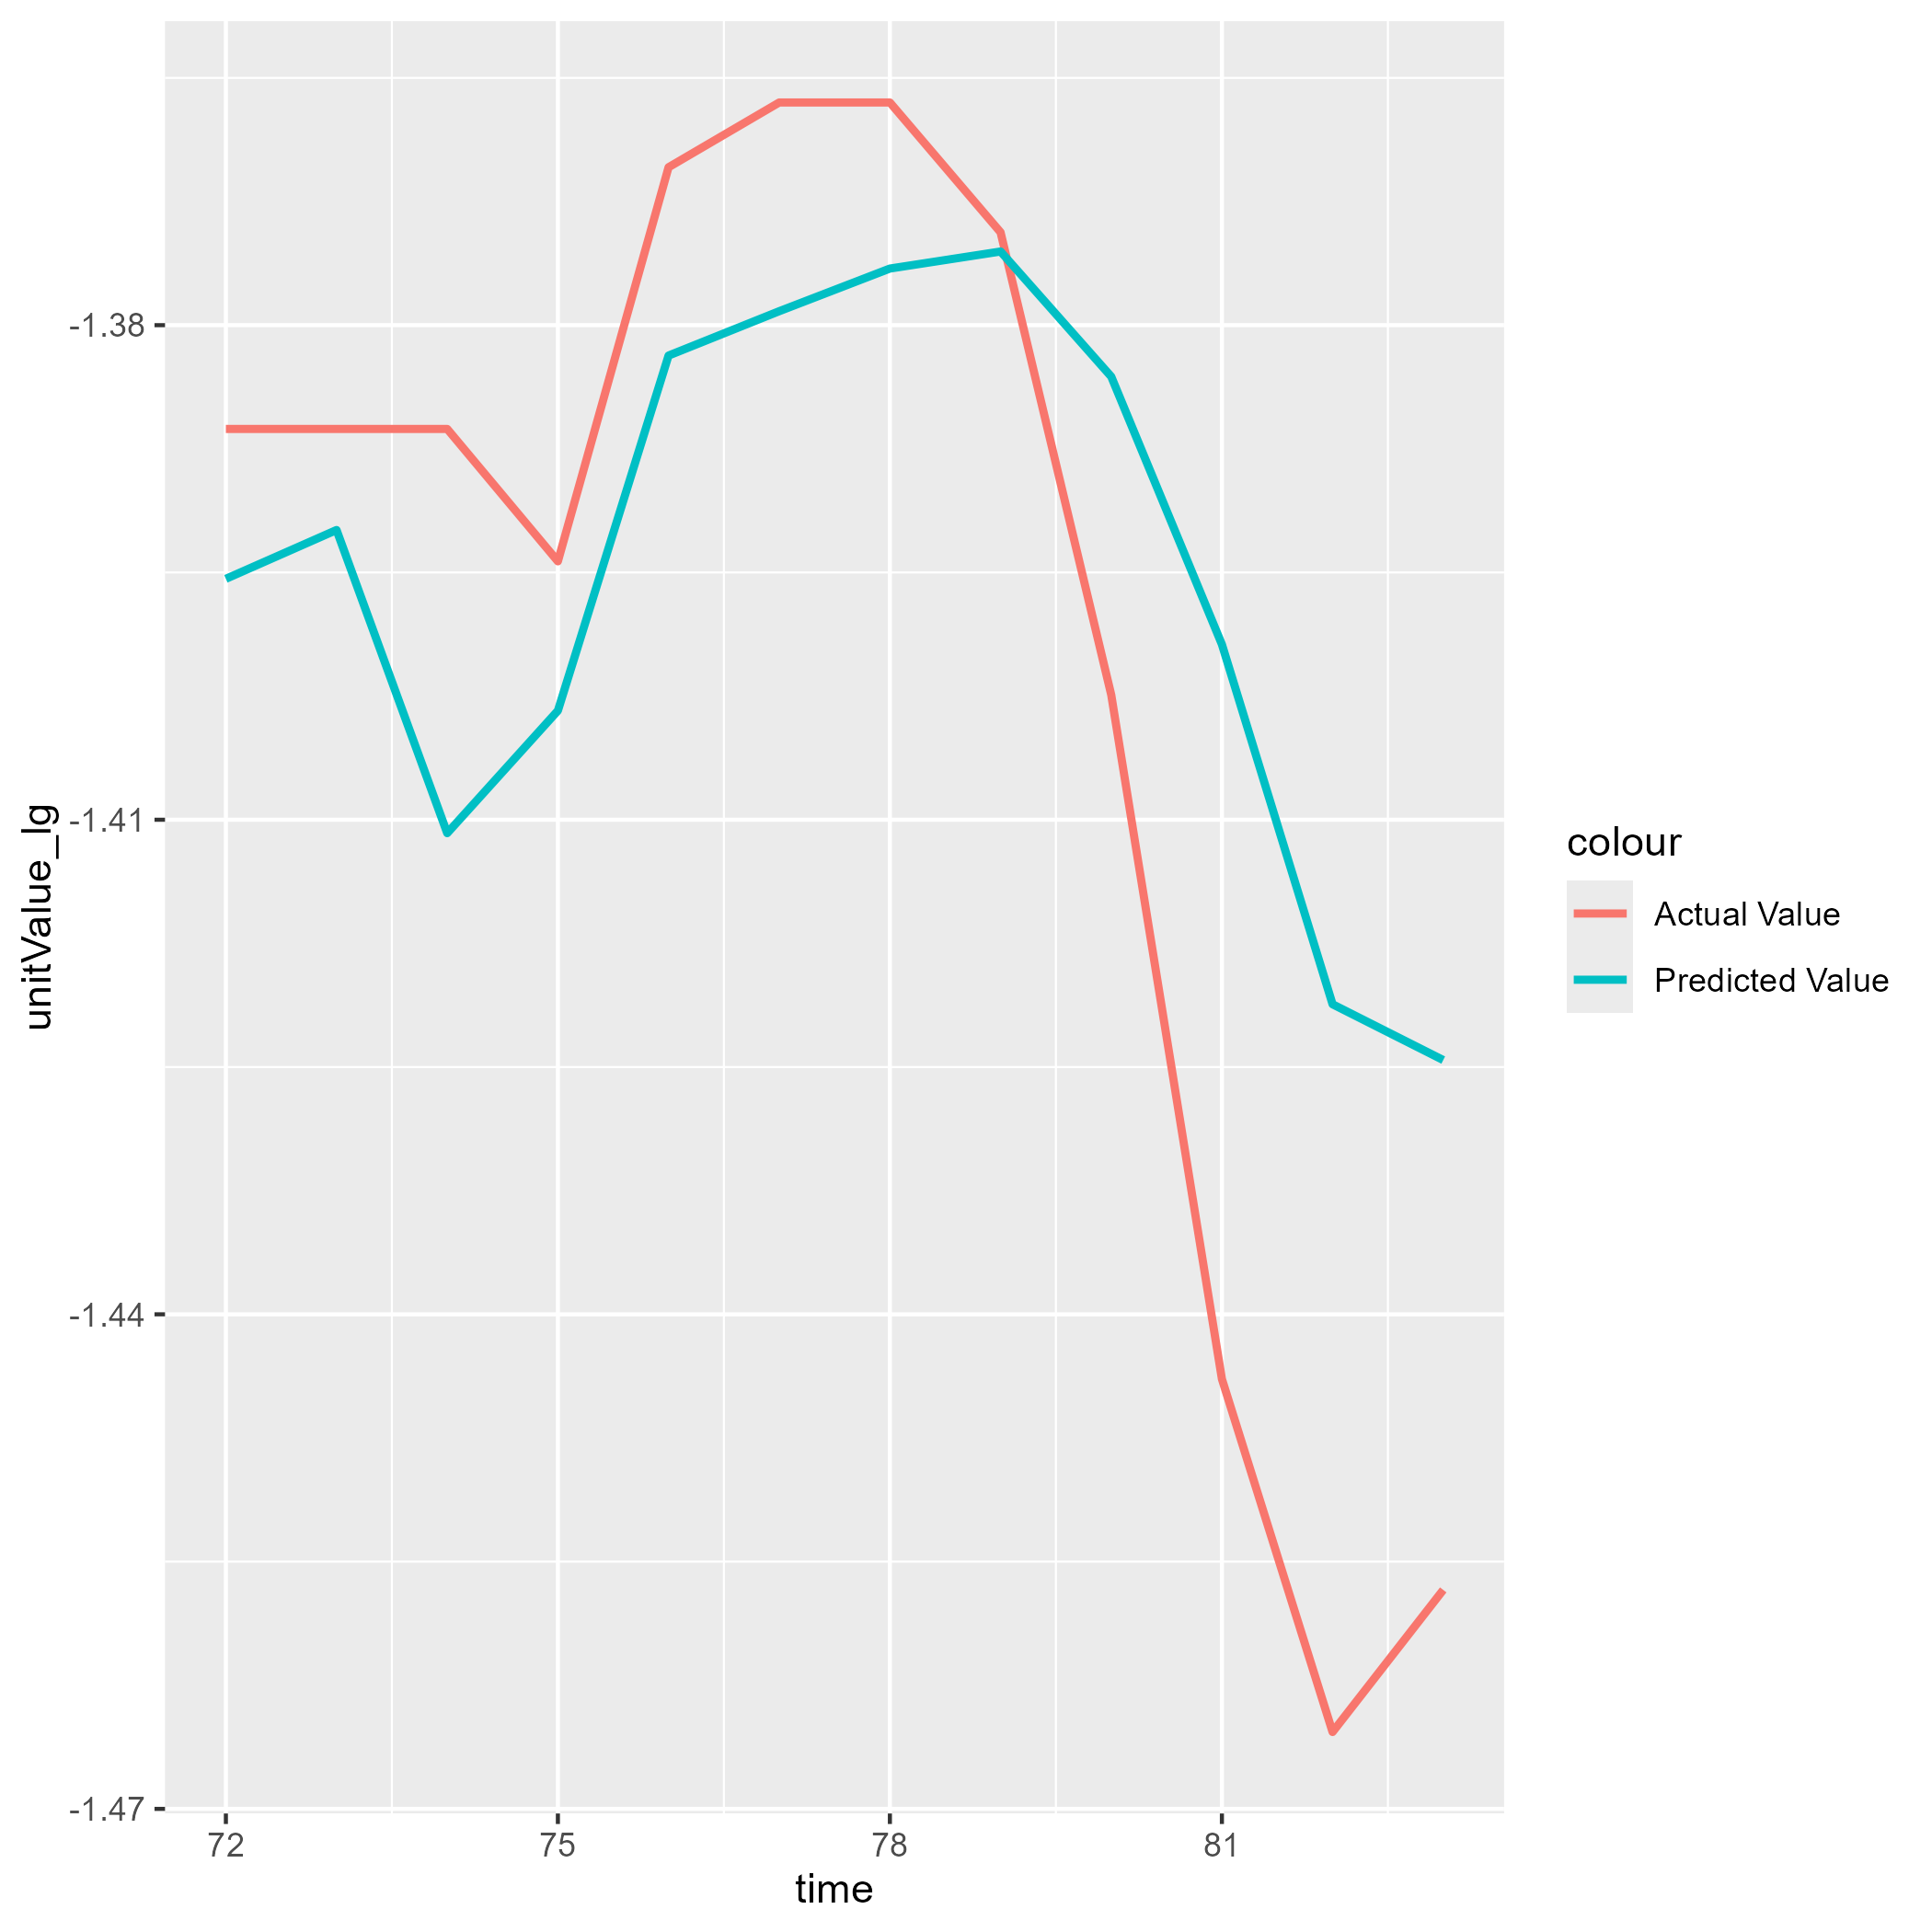 unitValue_lg
-1.38
-1.41
-1.44
-1.47
72 75 78 81
time
colour
Actual Value
Predicted Value